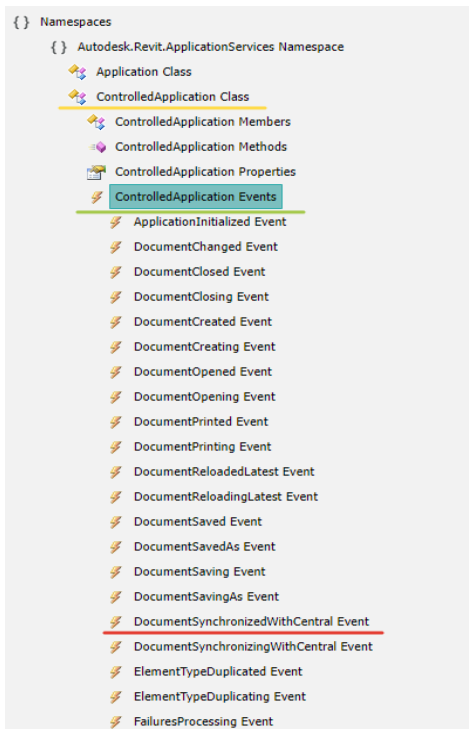 { } Namespaces
{ } Autodesk.Revit.ApplicationServices Namespace
Application Class
ControlledApplication Class
ControlledApplication Members
ControlledApplication Methods
ControlledApplication Properties
ControlledApplication Events
ApplicationInitialized Event
DocumentChanged Event
DocumentClosed Event
DocumentClosing Event
DocumentCreated Event
DocumentCreating Event
DocumentOpened Event
DocumentOpening Event
DocumentPrinted Event
DocumentPrinting Event
DocumentReloadedLatest Event
DocumentReloadingLatest Event
DocumentSaved Event
DocumentSavedAs Event
DocumentSaving Event
DocumentSavingAs Event
DocumentSynchronizedWithCentral Event
DocumentSynchronizingWithCentral Event
ElementTypeDuplicated Event
ElementTypeDuplicating Event
FailuresProcessing Event